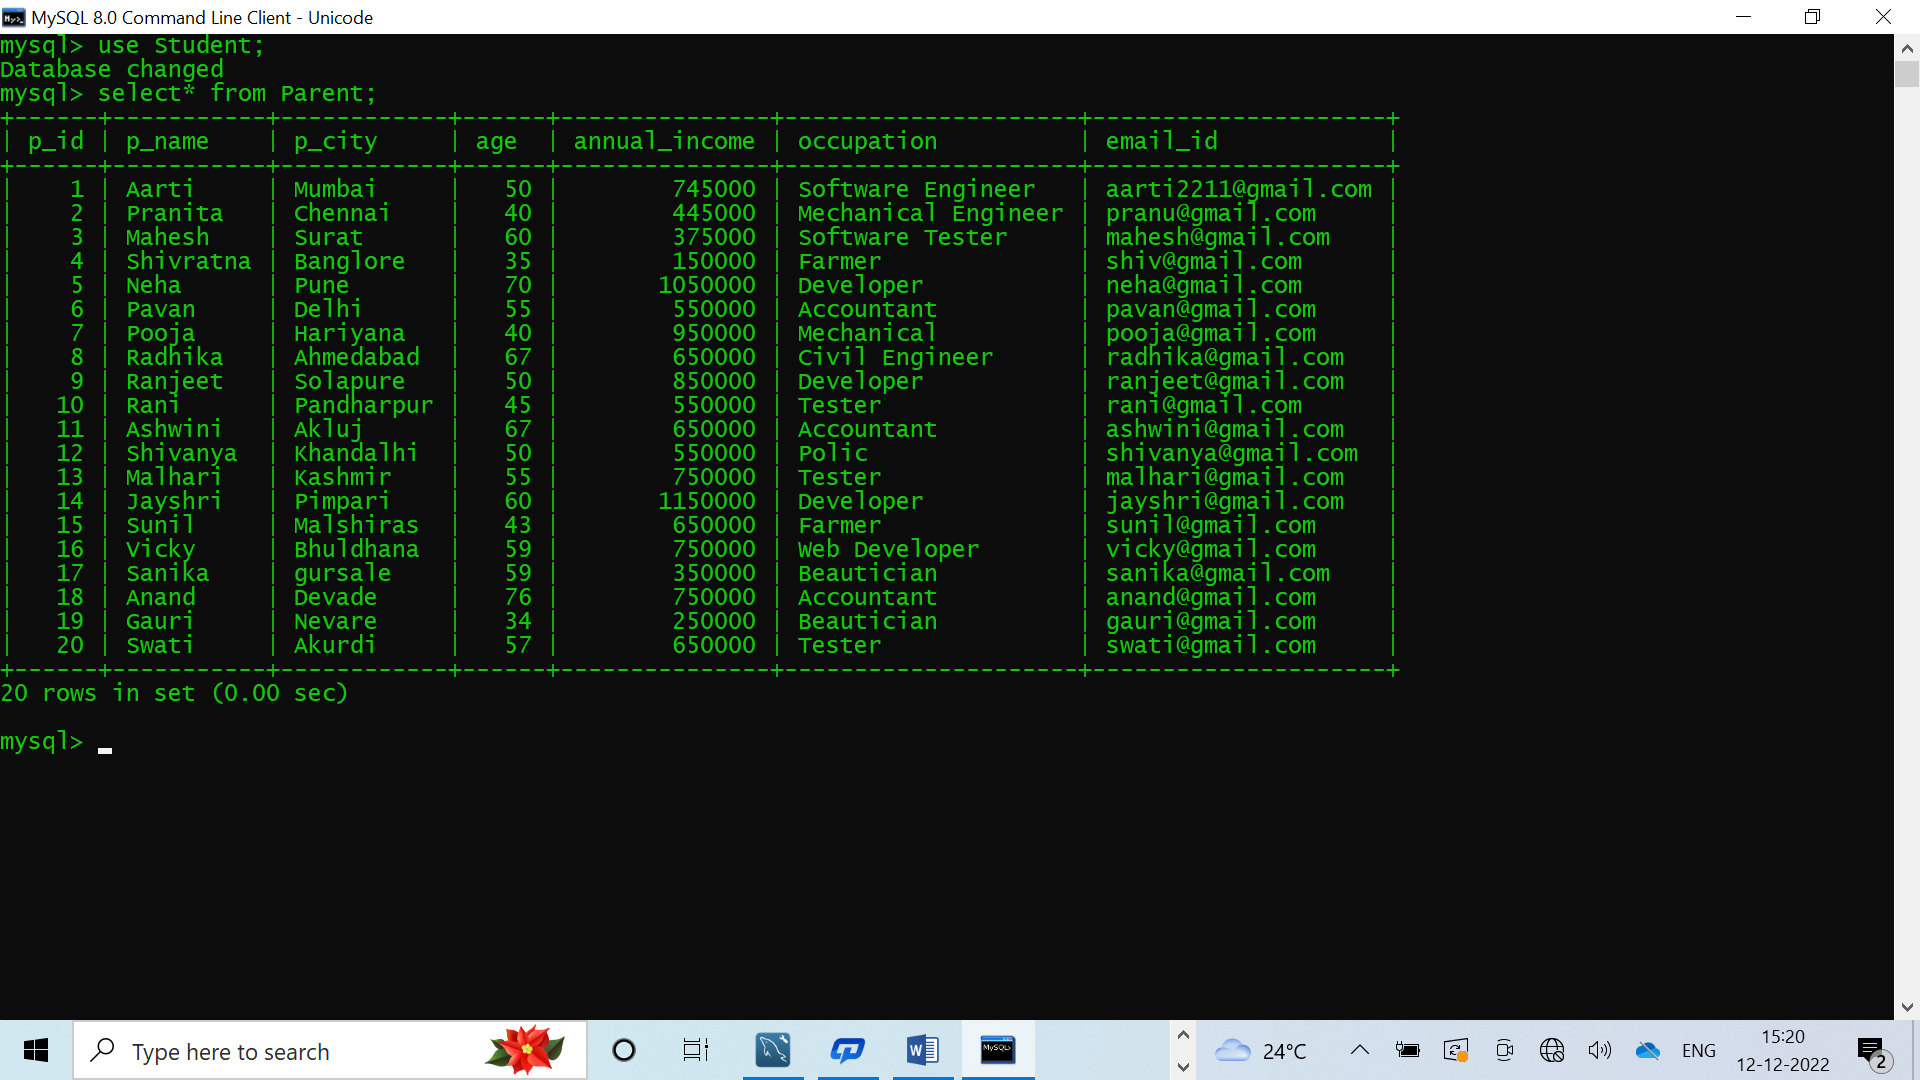 MySQL 8.0 Command Line Client - Unicode
mysql> use Student;
Database changed
mysql> select* from Parent;
+------+-----------+------------+------+---------------+---------------------+---------------------+
| p_id | p_name    | p_city     | age  | annual_income | occupation          | email_id            |
+------+-----------+------------+------+---------------+---------------------+---------------------+
|    1 | Aarti     | Mumbai     |   50 |        745000 | Software Engineer   | aarti2211@gmail.com |
|    2 | Pranita   | Chennai    |   40 |        445000 | Mechanical Engineer | pranu@gmail.com     |
|    3 | Mahesh    | Surat      |   60 |        375000 | Software Tester     | mahesh@gmail.com    |
|    4 | Shivratna | Banglore   |   35 |        150000 | Farmer              | shiv@gmail.com      |
|    5 | Neha      | Pune       |   70 |       1050000 | Developer           | neha@gmail.com      |
|    6 | Pavan     | Delhi      |   55 |        550000 | Accountant          | pavan@gmail.com     |
|    7 | Pooja     | Hariyana   |   40 |        950000 | Mechanical          | pooja@gmail.com     |
|    8 | Radhika   | Ahmedabad  |   67 |        650000 | Civil Engineer      | radhika@gmail.com   |
|    9 | Ranjeet   | Solapure   |   50 |        850000 | Developer           | ranjeet@gmail.com   |
|   10 | Rani      | Pandharpur |   45 |        550000 | Tester              | rani@gmail.com      |
|   11 | Ashwini   | Akluj      |   67 |        650000 | Accountant          | ashwini@gmail.com   |
|   12 | Shivanya  | Khandalhi  |   50 |        550000 | Polic               | shivanya@gmail.com  |
|   13 | Malhari   | Kashmir    |   55 |        750000 | Tester              | malhari@gmail.com   |
|   14 | Jayshri   | Pimpari    |   60 |       1150000 | Developer           | jayshri@gmail.com   |
|   15 | Sunil     | Malshiras  |   43 |        650000 | Farmer              | sunil@gmail.com     |
|   16 | Vicky     | Bhuldhana  |   59 |        750000 | Web Developer       | vicky@gmail.com     |
|   17 | Sanika    | gursale    |   59 |        350000 | Beautician          | sanika@gmail.com    |
|   18 | Anand     | Devade     |   76 |        750000 | Accountant          | anand@gmail.com     |
|   19 | Gauri     | Nevare     |   34 |        250000 | Beautician          | gauri@gmail.com     |
|   20 | Swati     | Akurdi     |   57 |        650000 | Tester              | swati@gmail.com     |
+------+-----------+------------+------+---------------+---------------------+---------------------+
20 rows in set (0.00 sec)
mysql> _
Type here to search
W
MySQL>
24°C
ENG
15:20
12-12-2022
2